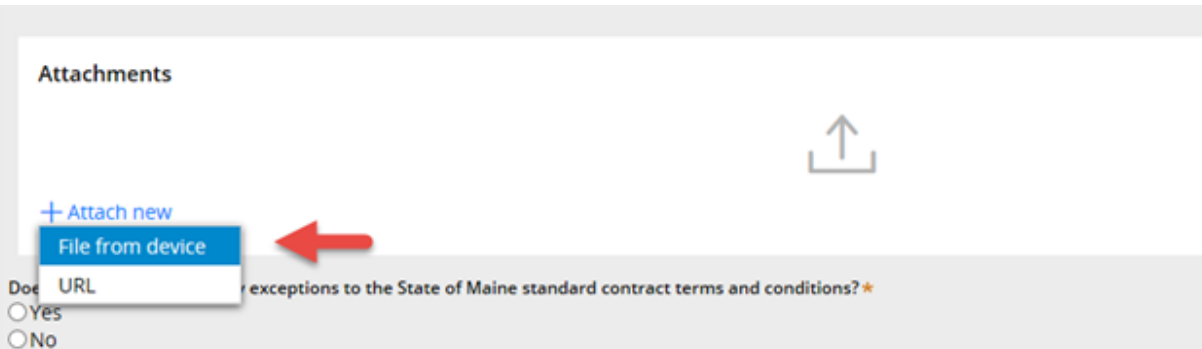 Attachments
+ Attach new
File from device
URL
exceptions to the State of Maine standard contract terms and conditions?*
Yes
No